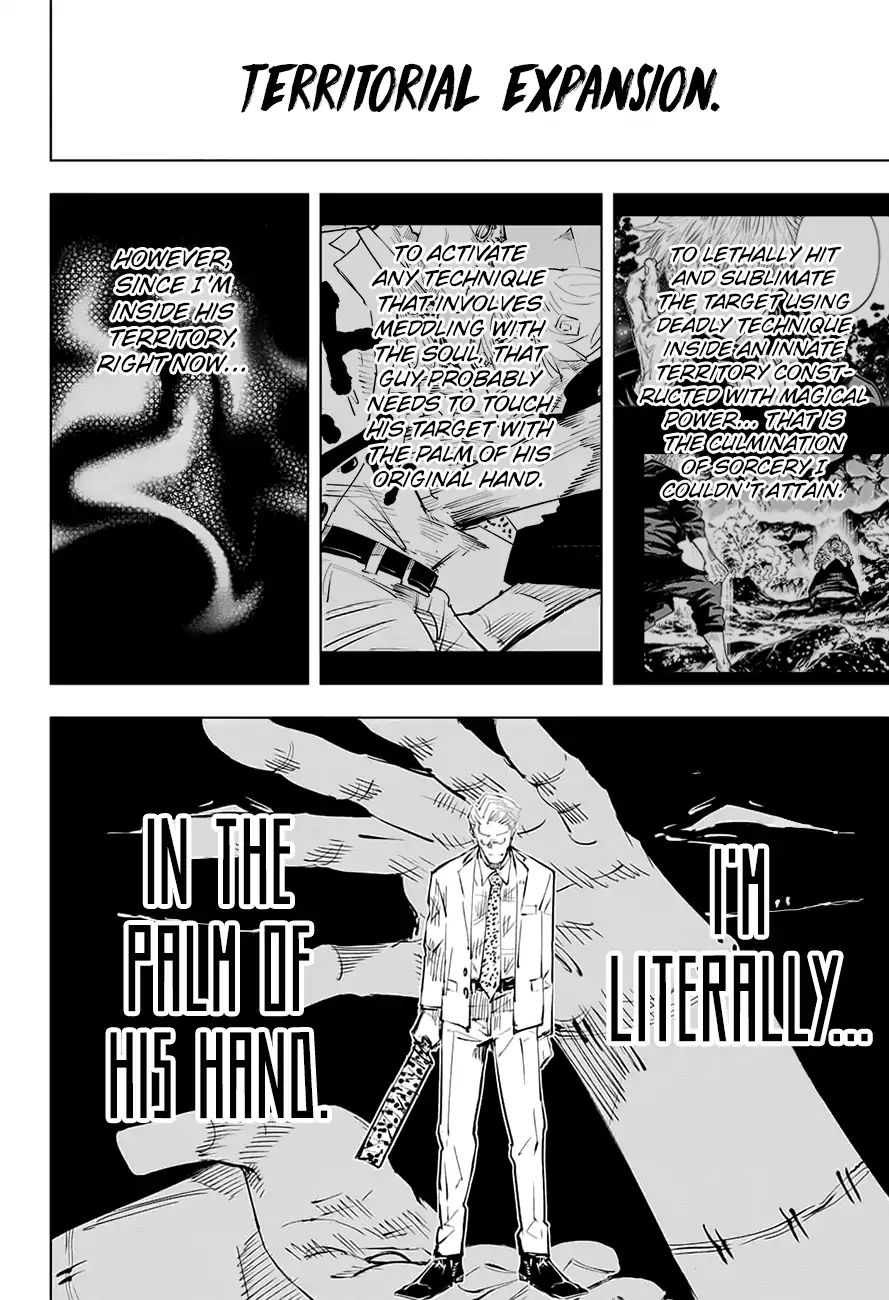 TERRITORIAL EXPANSION.
TO LETHALLY HIT
AND SUBLIMATE
THE TARGET USING
DEADLY TECHNIQUE
INSIDE AN INNATE
TERRITORY CONST-
RUCTED WITH MAGICAL
POWER... THAT IS
THE CULMINATION
OF SORCERY I
COULDN'T ATTAIN.
TO ACTIVATE
ANY TECHNIQUE
THAT INVOLVES
MEDDLING WITH
THE SOUL, THAT
GUY PROBABLY
NEEDS TO TOUCH
HIS TARGET WITH
THE PALM OF HIS
ORIGINAL HAND.
HOWEVER,
SINCE I'M
INSIDE HIS
TERRITORY,
RIGHT NOW...
I'M
LITERALLY...
IN THE
PALM OF
HIS HAND.